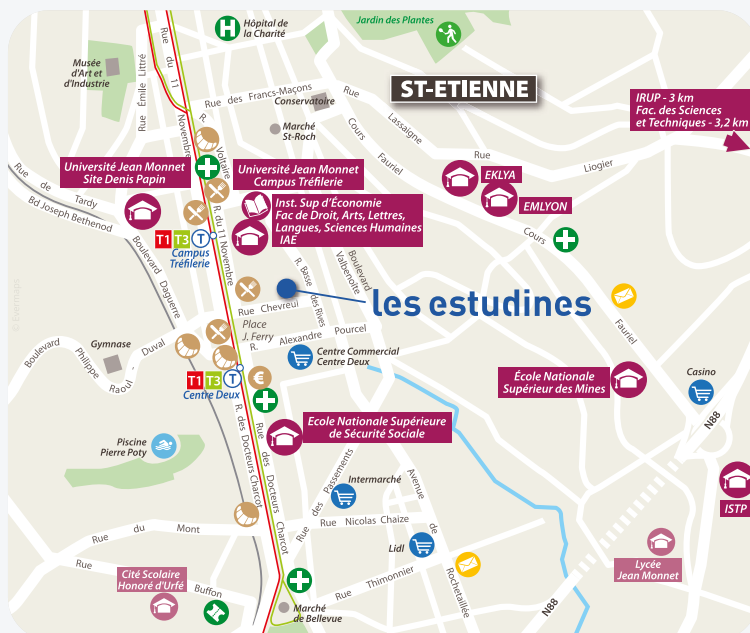 Hôpital de
la Charité
H
Jardin des Plantes
Rue du 11
Novembre
Rue Émile Littré
Musée
d'Art et
d'Industrie
ST-ETIENNE
Rue des Francs-Maçons
Conservatoire
Rue
Lassaigne
Cours
Fauriel
Marché
St-Roch
IRUP - 3 km
Fac. des Sciences
et Techniques - 3,2 km
Rue
Liogier
Voltaire
Université Jean Monnet
Site Denis Papin
Université Jean Monnet
Campus Tréfilerie
EKLYA
EMLYON
Rue de Tardy
Bd Joseph Bethenod
Inst. Sup d'Économie
Fac de Droit, Arts, Lettres,
Langues, Sciences Humaines
IAE
R. du 11 Novembre
T1 T3 T
Campus
Tréfilerie
Cours
Fauriel
Boulevard
Daguerre
R. Basse
des Rives
Boulevard
Valbenoîte
les estudines
Rue Chevreul
Place
J. Ferry
R. Alexandre Pourcel
© Evermaps
Gymnase
Boulevard
Philippe
Raoul - Duval
Centre Commercial
Centre Deux
T1 T3 T
Centre Deux
€
École Nationale
Supérieur des Mines
Casino
N88
R. des Docteurs Charcot
Rue des Docteurs Charcot
Ecole Nationale Supérieure
de Sécurité Sociale
Piscine
Pierre Poty
Rue des Passements
Intermarché
Avenue de
Rochetaillée
ISTP
Rue du Mont
Rue Nicolas Chaize
Lidl
Lycée
Jean Monnet
Rue
Buffon
Cité Scolaire
Honoré d'Urfé
Rue Thimonnier
Marché
de Bellevue
N88